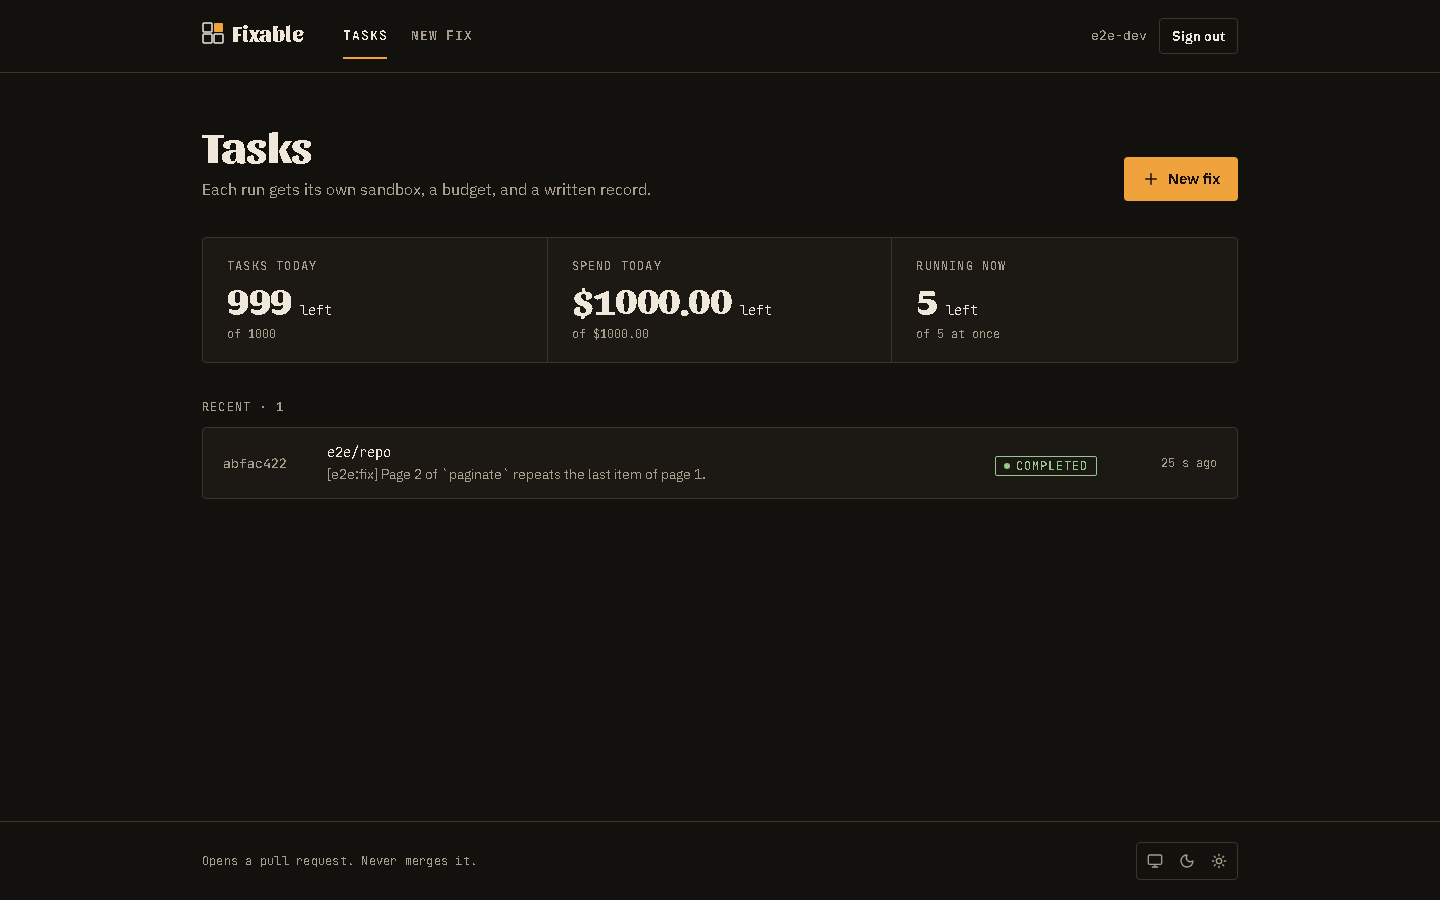 Fixable
TASKS
NEW FIX
e2e-dev
Sign out
Tasks
Each run gets its own sandbox, a budget, and a written record.
+ New fix
TASKS TODAY
999 left
of 1000
SPEND TODAY
$1000.00 left
of $1000.00
RUNNING NOW
5 left
of 5 at once
RECENT · 1
abfac422
e2e/repo
[e2e:fix] Page 2 of `paginate` repeats the last item of page 1.
COMPLETED
25 s ago
Opens a pull request. Never merges it.